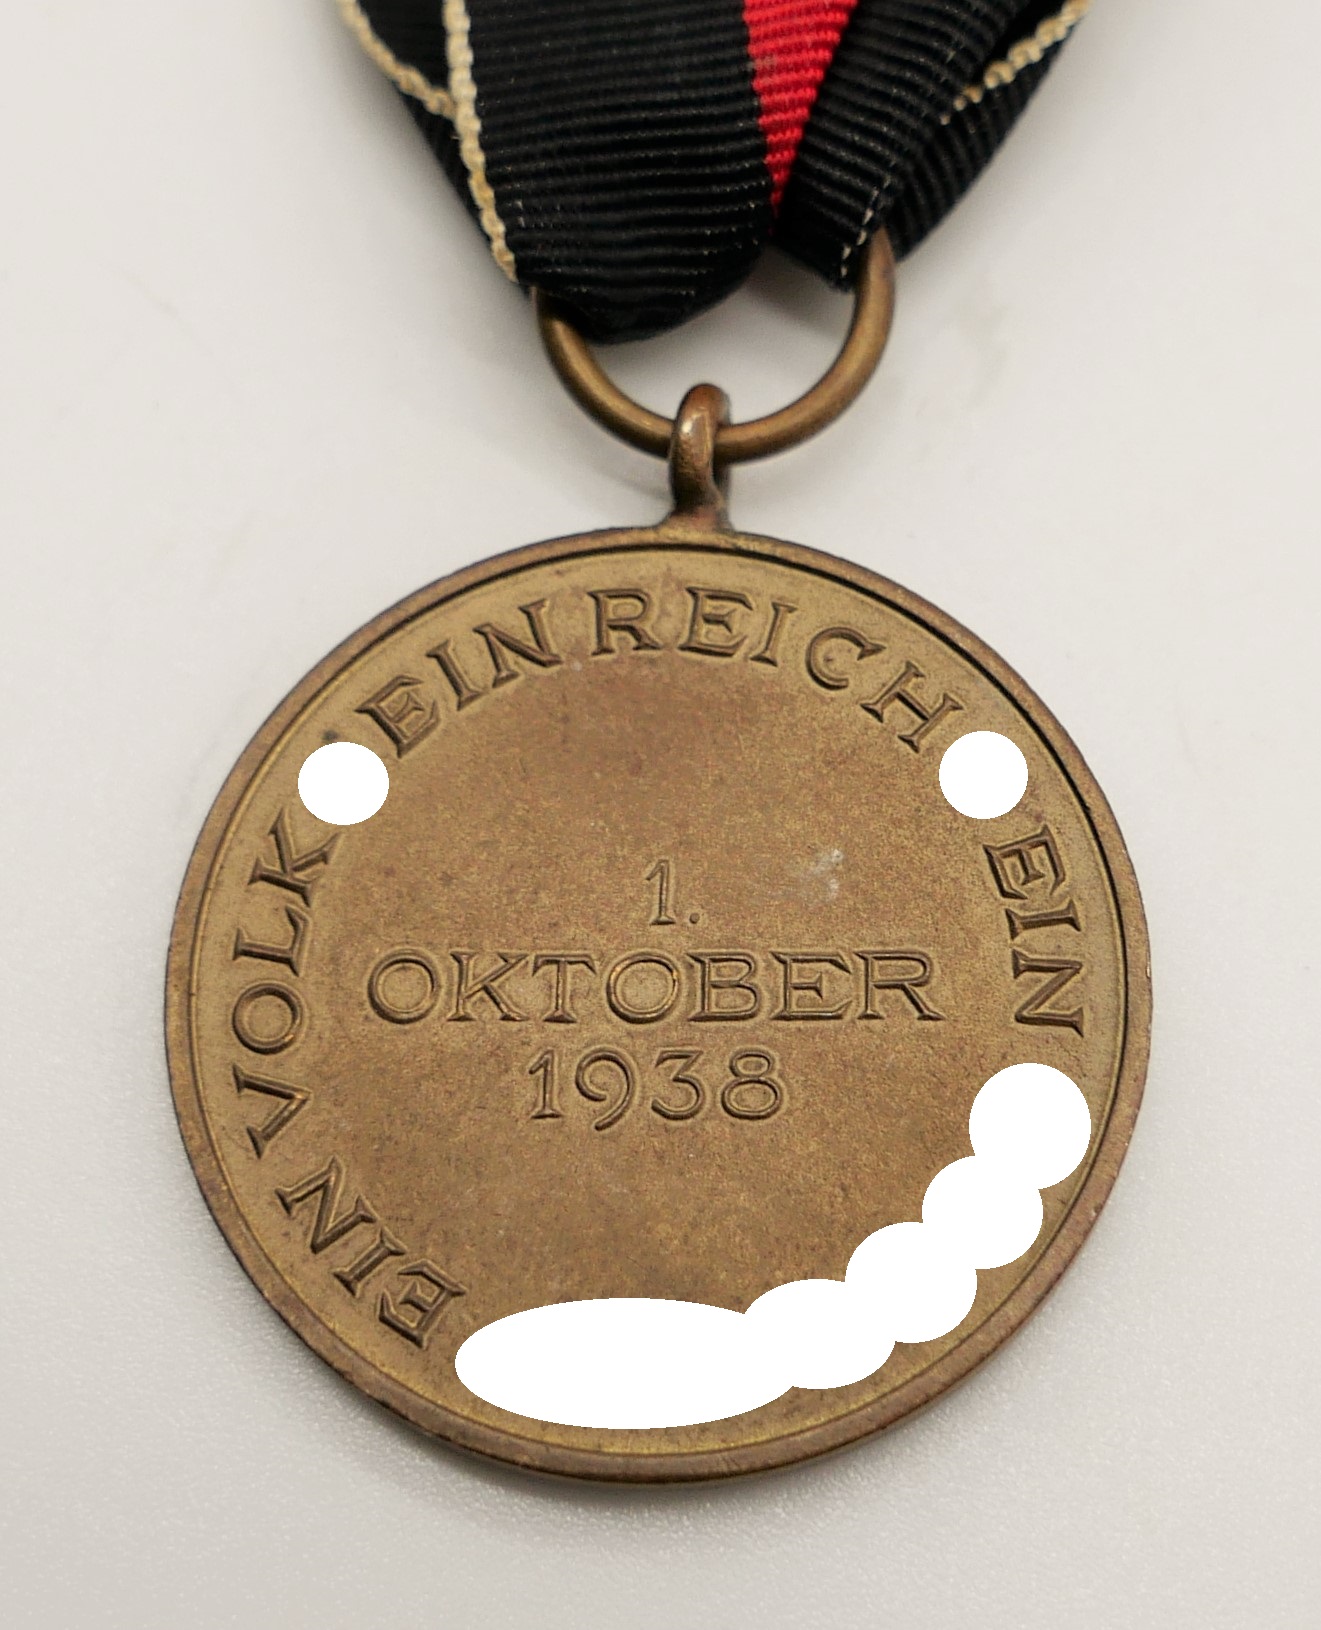 EIN VOLK EIN REICH EIN
1.
OKTOBER
1938